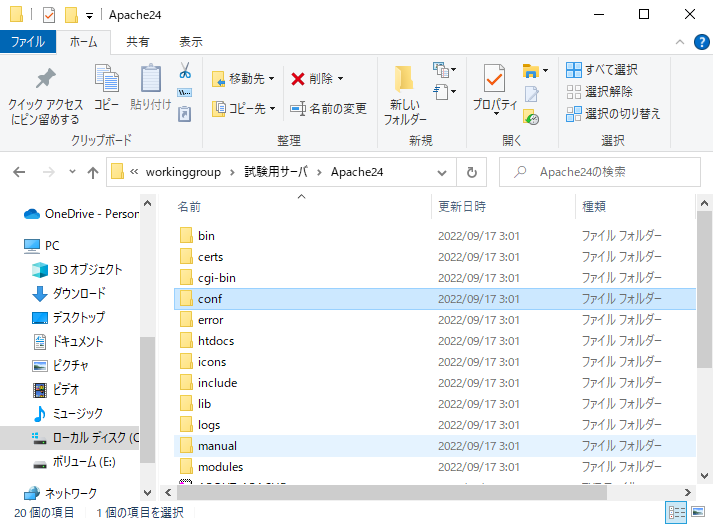 Apache24
ファイル ホーム 共有 表示
クイック アクセス
にピン留めする
コピー
貼り付け
移動先
コピー先
削除
名前の変更
新しい
フォルダー
プロパティ
すべて選択
選択解除
選択の切り替え
クリップボード 整理 新規 開く 選択
workinggroup 試験用サーバ Apache24
Apache24の検索
OneDrive - Person
PC
3D オブジェクト
ダウンロード
デスクトップ
ドキュメント
ピクチャ
ビデオ
ミュージック
ローカル ディスク (C
ボリューム (E:)
ネットワーク
名前 更新日時 種類
bin 2022/09/17 3:01 ファイル フォルダー
certs 2022/09/17 3:01 ファイル フォルダー
cgi-bin 2022/09/17 3:01 ファイル フォルダー
conf 2022/09/17 3:01 ファイル フォルダー
error 2022/09/17 3:01 ファイル フォルダー
htdocs 2022/09/17 3:01 ファイル フォルダー
icons 2022/09/17 3:01 ファイル フォルダー
include 2022/09/17 3:01 ファイル フォルダー
lib 2022/09/17 3:01 ファイル フォルダー
logs 2022/09/17 3:01 ファイル フォルダー
manual 2022/09/17 3:01 ファイル フォルダー
modules 2022/09/17 3:01 ファイル フォルダー
20 個の項目 1 個の項目を選択